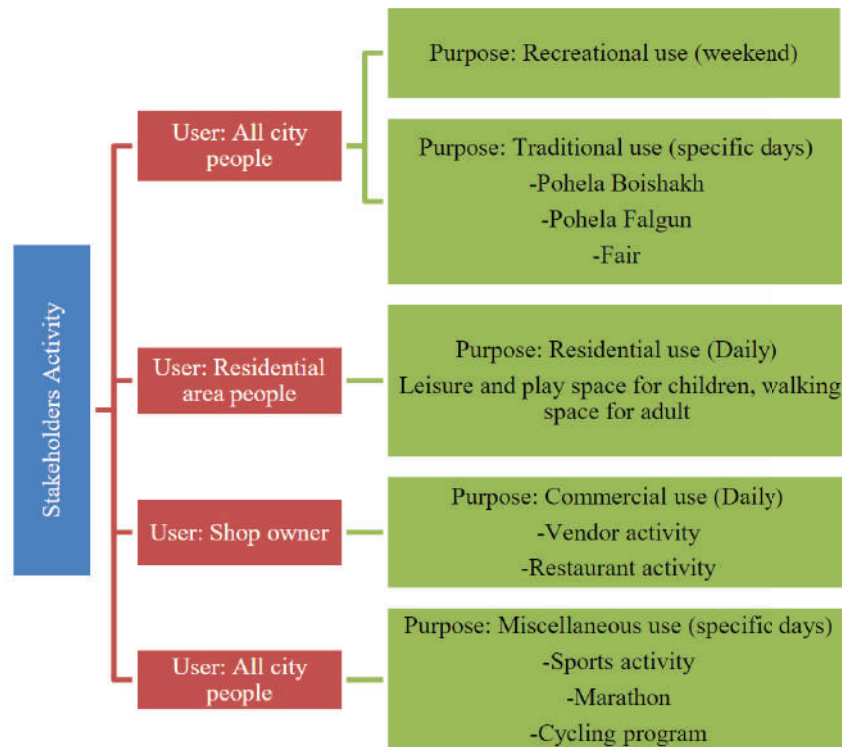 Stakeholders Activity
User: All city
people
Purpose: Recreational use (weekend)
Purpose: Traditional use (specific days)
-Pohela Boishakh
-Pohela Falgun
-Fair
User: Residential
area people
Purpose: Residential use (Daily)
Leisure and play space for children, walking
space for adult
User: Shop owner
Purpose: Commercial use (Daily)
-Vendor activity
-Restaurant activity
User: All city
people
Purpose: Miscellaneous use (specific days)
-Sports activity
-Marathon
-Cycling program